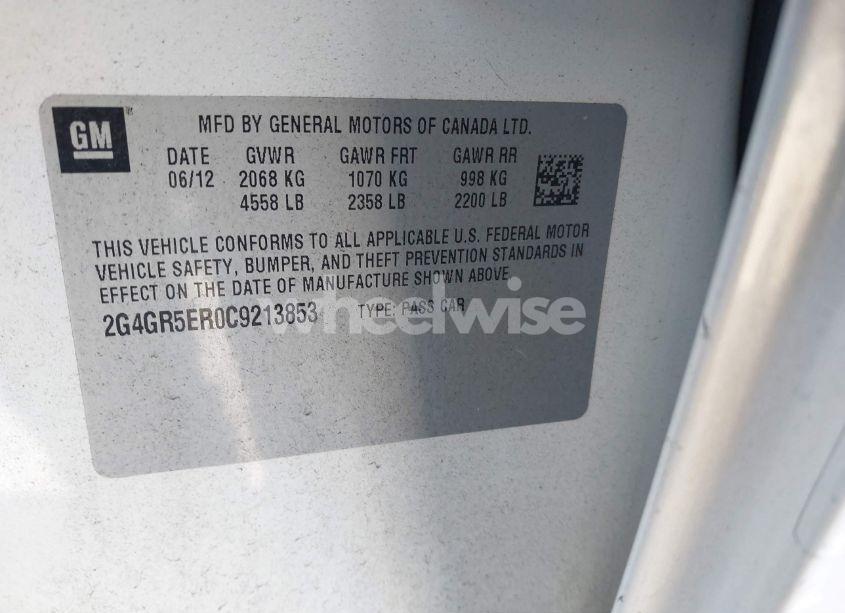 GM
MFD BY GENERAL MOTORS OF CANADA LTD.
DATE GVWR GAWR FRT GAWR RR
06/12 2068 KG 1070 KG 998 KG
4558 LB 2358 LB 2200 LB
THIS VEHICLE CONFORMS TO ALL APPLICABLE U.S. FEDERAL MOTOR
VEHICLE SAFETY, BUMPER, AND THEFT PREVENTION STANDARDS IN
EFFECT ON THE DATE OF MANUFACTURE SHOWN ABOVE.
2G4GR5ER0C9213853 TYPE: PASS CAR
wheelwise